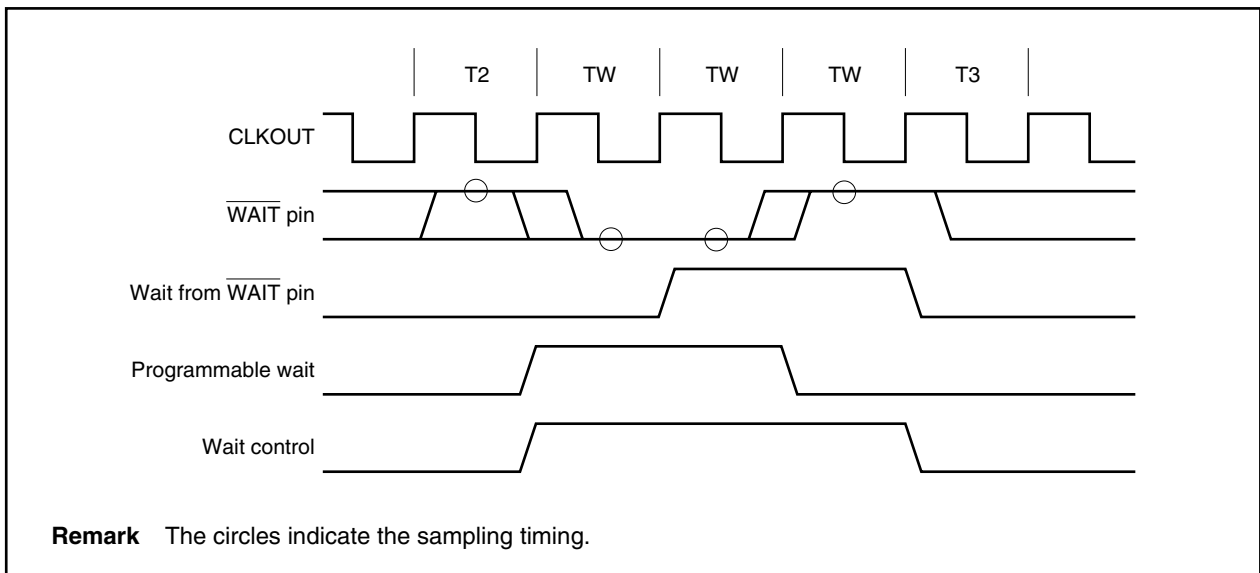 T2 TW TW TW T3
CLKOUT
WAIT pin
Wait from WAIT pin
Programmable wait
Wait control
Remark The circles indicate the sampling timing.